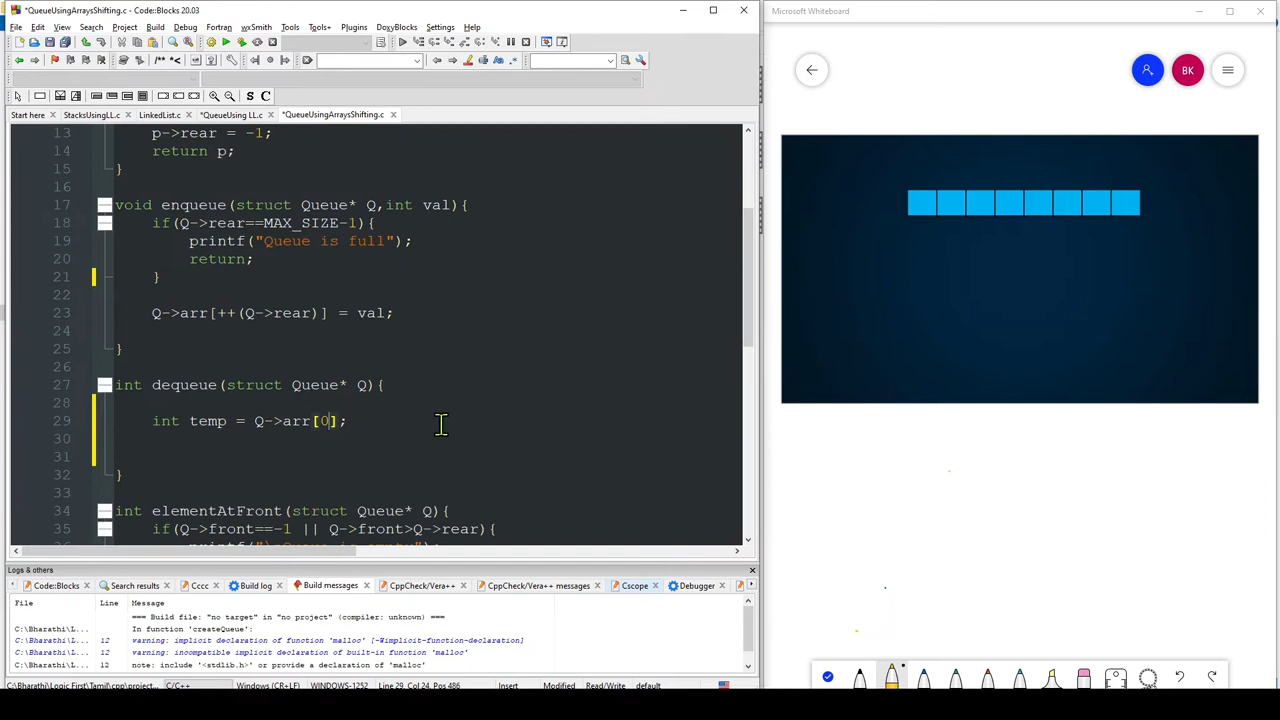 *QueueUsingArraysShifting.c - Code::Blocks 20.03
File Edit View Search Project Build Debug Fortran wxSmith Tools Tools+ Plugins DoxyBlocks Settings Help
Start here StacksUsingLL.c LinkedList.c *QueueUsing LL.c *QueueUsingArraysShifting.c
13 p->rear = -1;
14 return p;
15 }
16
17 void enqueue(struct Queue* Q,int val){
18 if(Q->rear==MAX_SIZE-1){
19 printf("Queue is full");
20 return;
21 }
22
23 Q->arr[++(Q->rear)] = val;
24
25 }
26
27 int dequeue(struct Queue* Q){
28
29 int temp = Q->arr[0];
30
31
32 }
33
34 int elementAtFront(struct Queue* Q){
35 if(Q->front==-1 || Q->front>Q->rear){
Logs & others
Code::Blocks Search results Cccc Build log Build messages CppCheck/Vera++ CppCheck/Vera++ messages Cscope Debugger
File Line Message
=== Build file: "no target" in "no project" (compiler: unknown) ===
C:\Bharathi\L... In function 'createQueue':
C:\Bharathi\L... 12 warning: implicit declaration of function 'malloc' [-Wimplicit-function-declaration]
C:\Bharathi\L... 12 warning: incompatible implicit declaration of built-in function 'malloc'
C:\Bharathi\L... 12 note: include '<stdlib.h>' or provide a declaration of 'malloc'
C:\Bharathi\Logic First\Tamil\cpp\project... C/C++ Windows (CR+LF) WINDOWS-1252 Line 29, Col 24, Pos 486 Insert Modified Read/Write default
Microsoft Whiteboard
BK